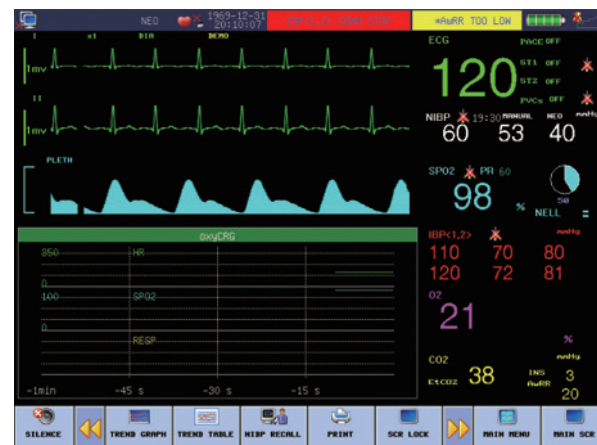 NEO
1969-12-31
20:10:07
*AwRR TOO LOW
I x1 DIA DEMO
1mv
II
1mv
PLETH
oxyCRG
350 HR
0
100 SPO2
0
RESP
-1min -45 s -30 s -15 s
ECG PACE OFF
120
ST1 OFF
ST2 OFF
PVCs OFF
NIBP 19:30 MANUAL NEO mmHg
60 53 40
SPO2 PR 60
98 %
50
NELL
IBP<1,2> mmHg
110 70 80
120 72 81
O2
21
%
CO2 mmHg
EtCO2 38
INS 3
AwRR 20
SILENCE TREND GRAPH TREND TABLE NIBP RECALL PRINT SCR LOCK MAIN MENU MAIN SCR